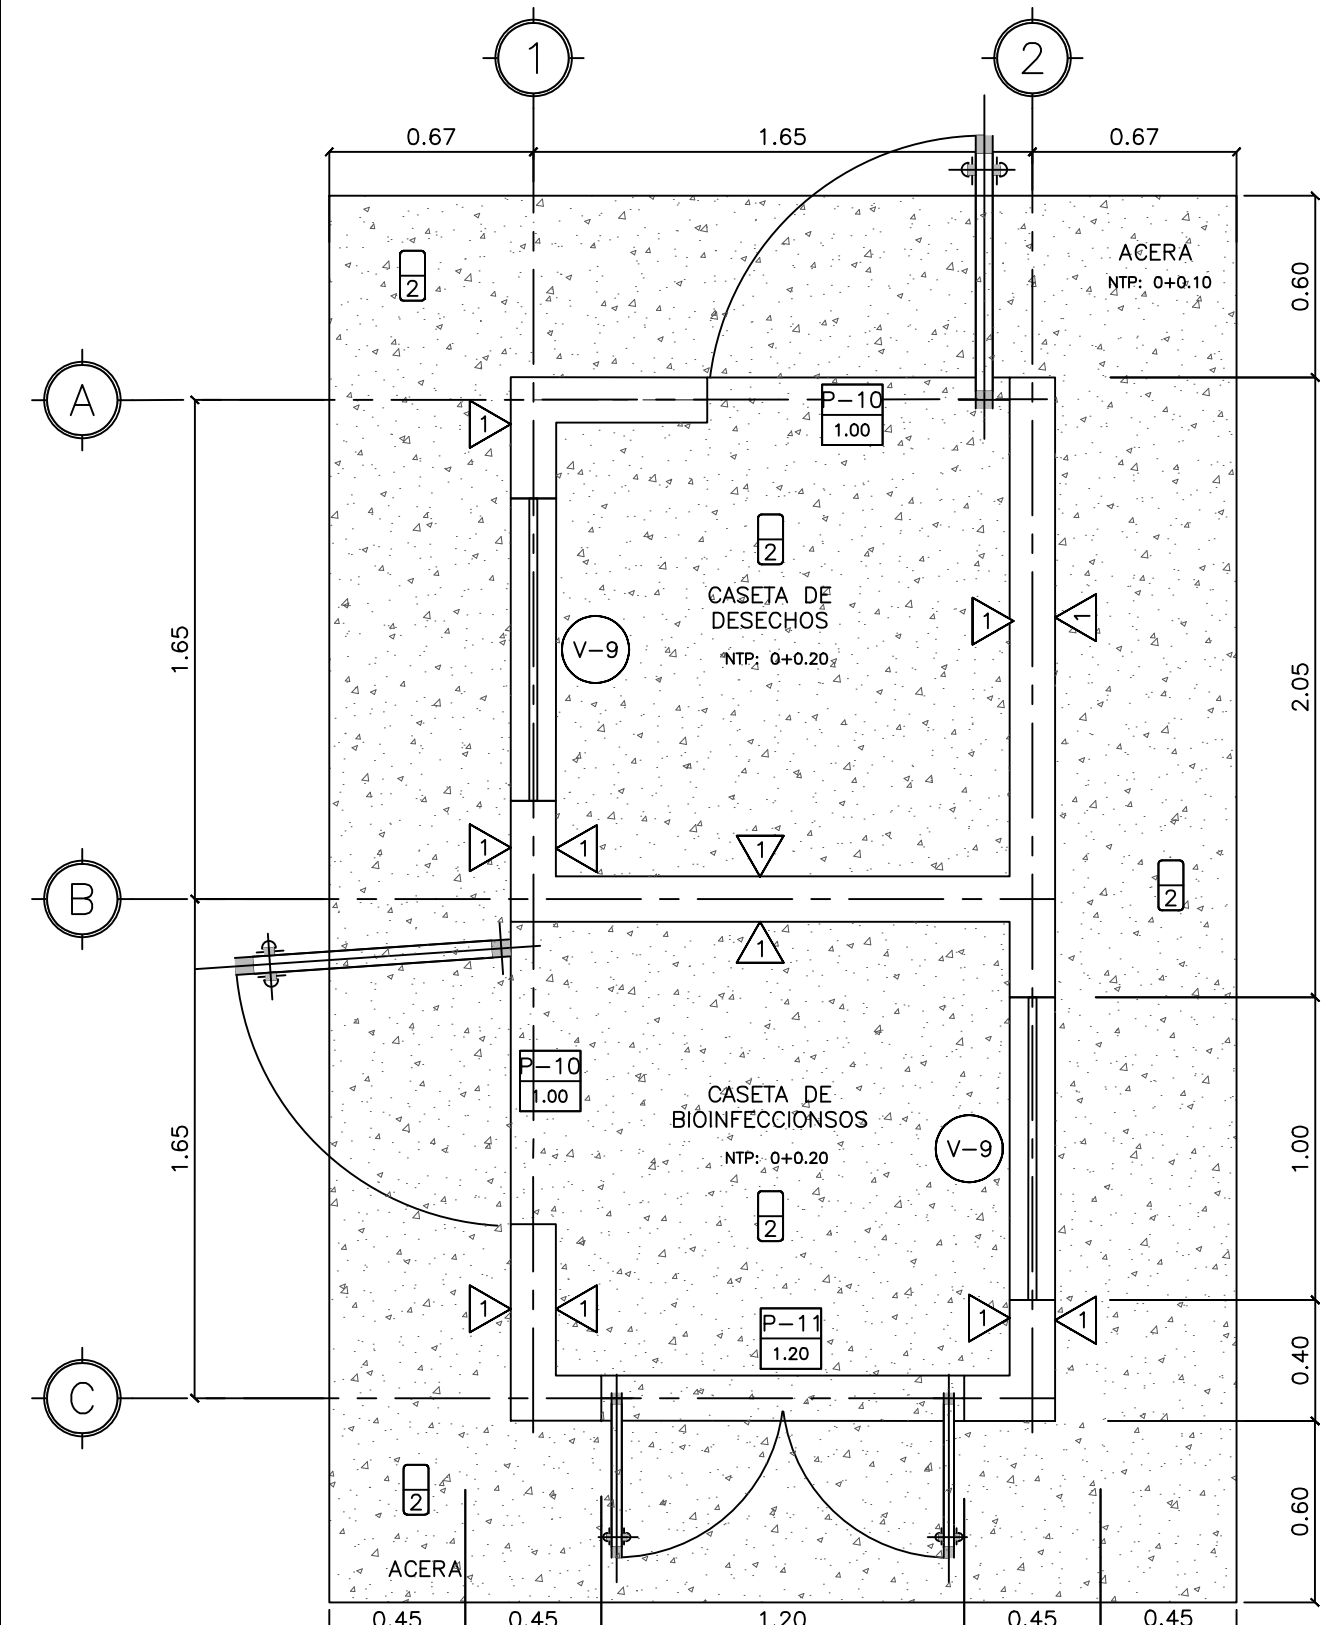 1
2
0.67
1.65
0.67
ACERA
NTP: 0+0.10
2
0.60
A
P-10
1.00
1
2
CASETA DE
DESECHOS
NTP: 0+0.20
V-9
1
1
1.65
2.05
1
1
1
B
2
1
P-10
1.00
CASETA DE
BIOINFECCIONSOS
NTP: 0+0.20
V-9
2
1.65
1.00
1
1
1
1
P-11
1.20
C
0.40
2
0.60
ACERA
0.45
0.45
1.20
0.45
0.45